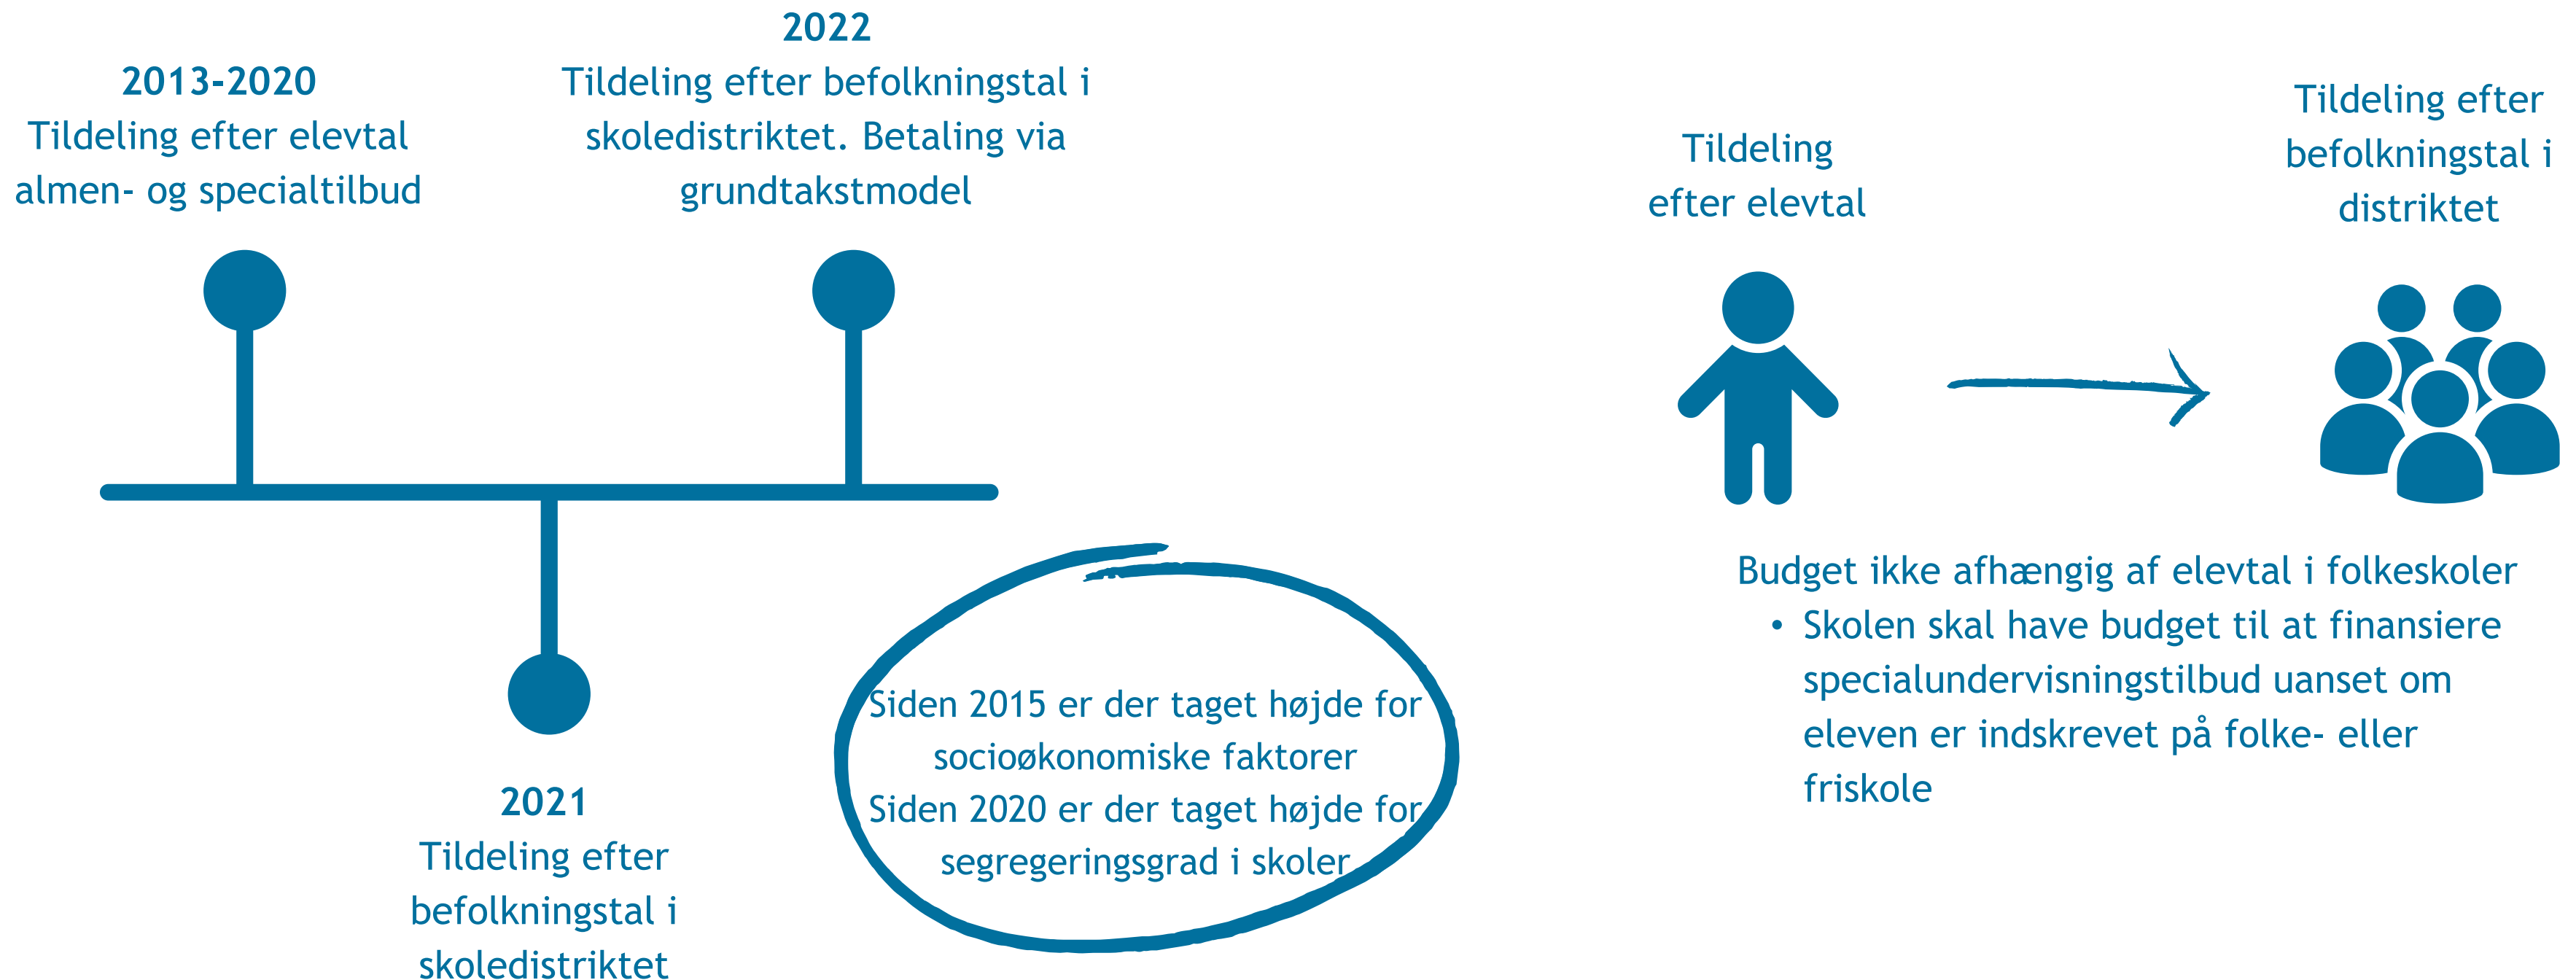 2013-2020
Tildeling efter elevtal
almen- og specialtilbud
2022
Tildeling efter befolkningstal i
skoledistriktet. Betaling via
grundtakstmodel
2021
Tildeling efter
befolkningstal i
skoledistriktet
Siden 2015 er der taget højde for
socioøkonomiske faktorer
Siden 2020 er der taget højde for
segregeringsgrad i skoler
Tildeling
efter elevtal
Tildeling efter
befolkningstal i
distriktet
Budget ikke afhængig af elevtal i folkeskoler
• Skolen skal have budget til at finansiere
specialundervisningstilbud uanset om
eleven er indskrevet på folke- eller
friskole